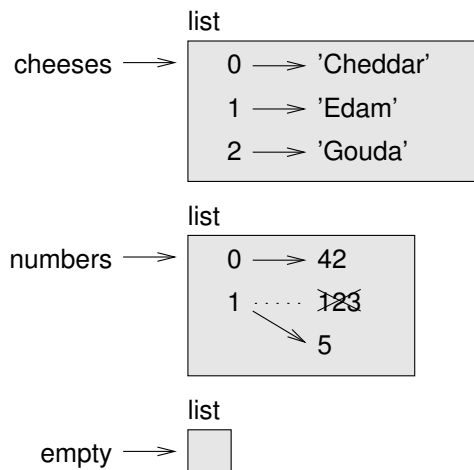 list
cheeses 0 ’Cheddar’
1 ’Edam’
2 ’Gouda’
list
numbers 0 42
1 123
5
list
empty